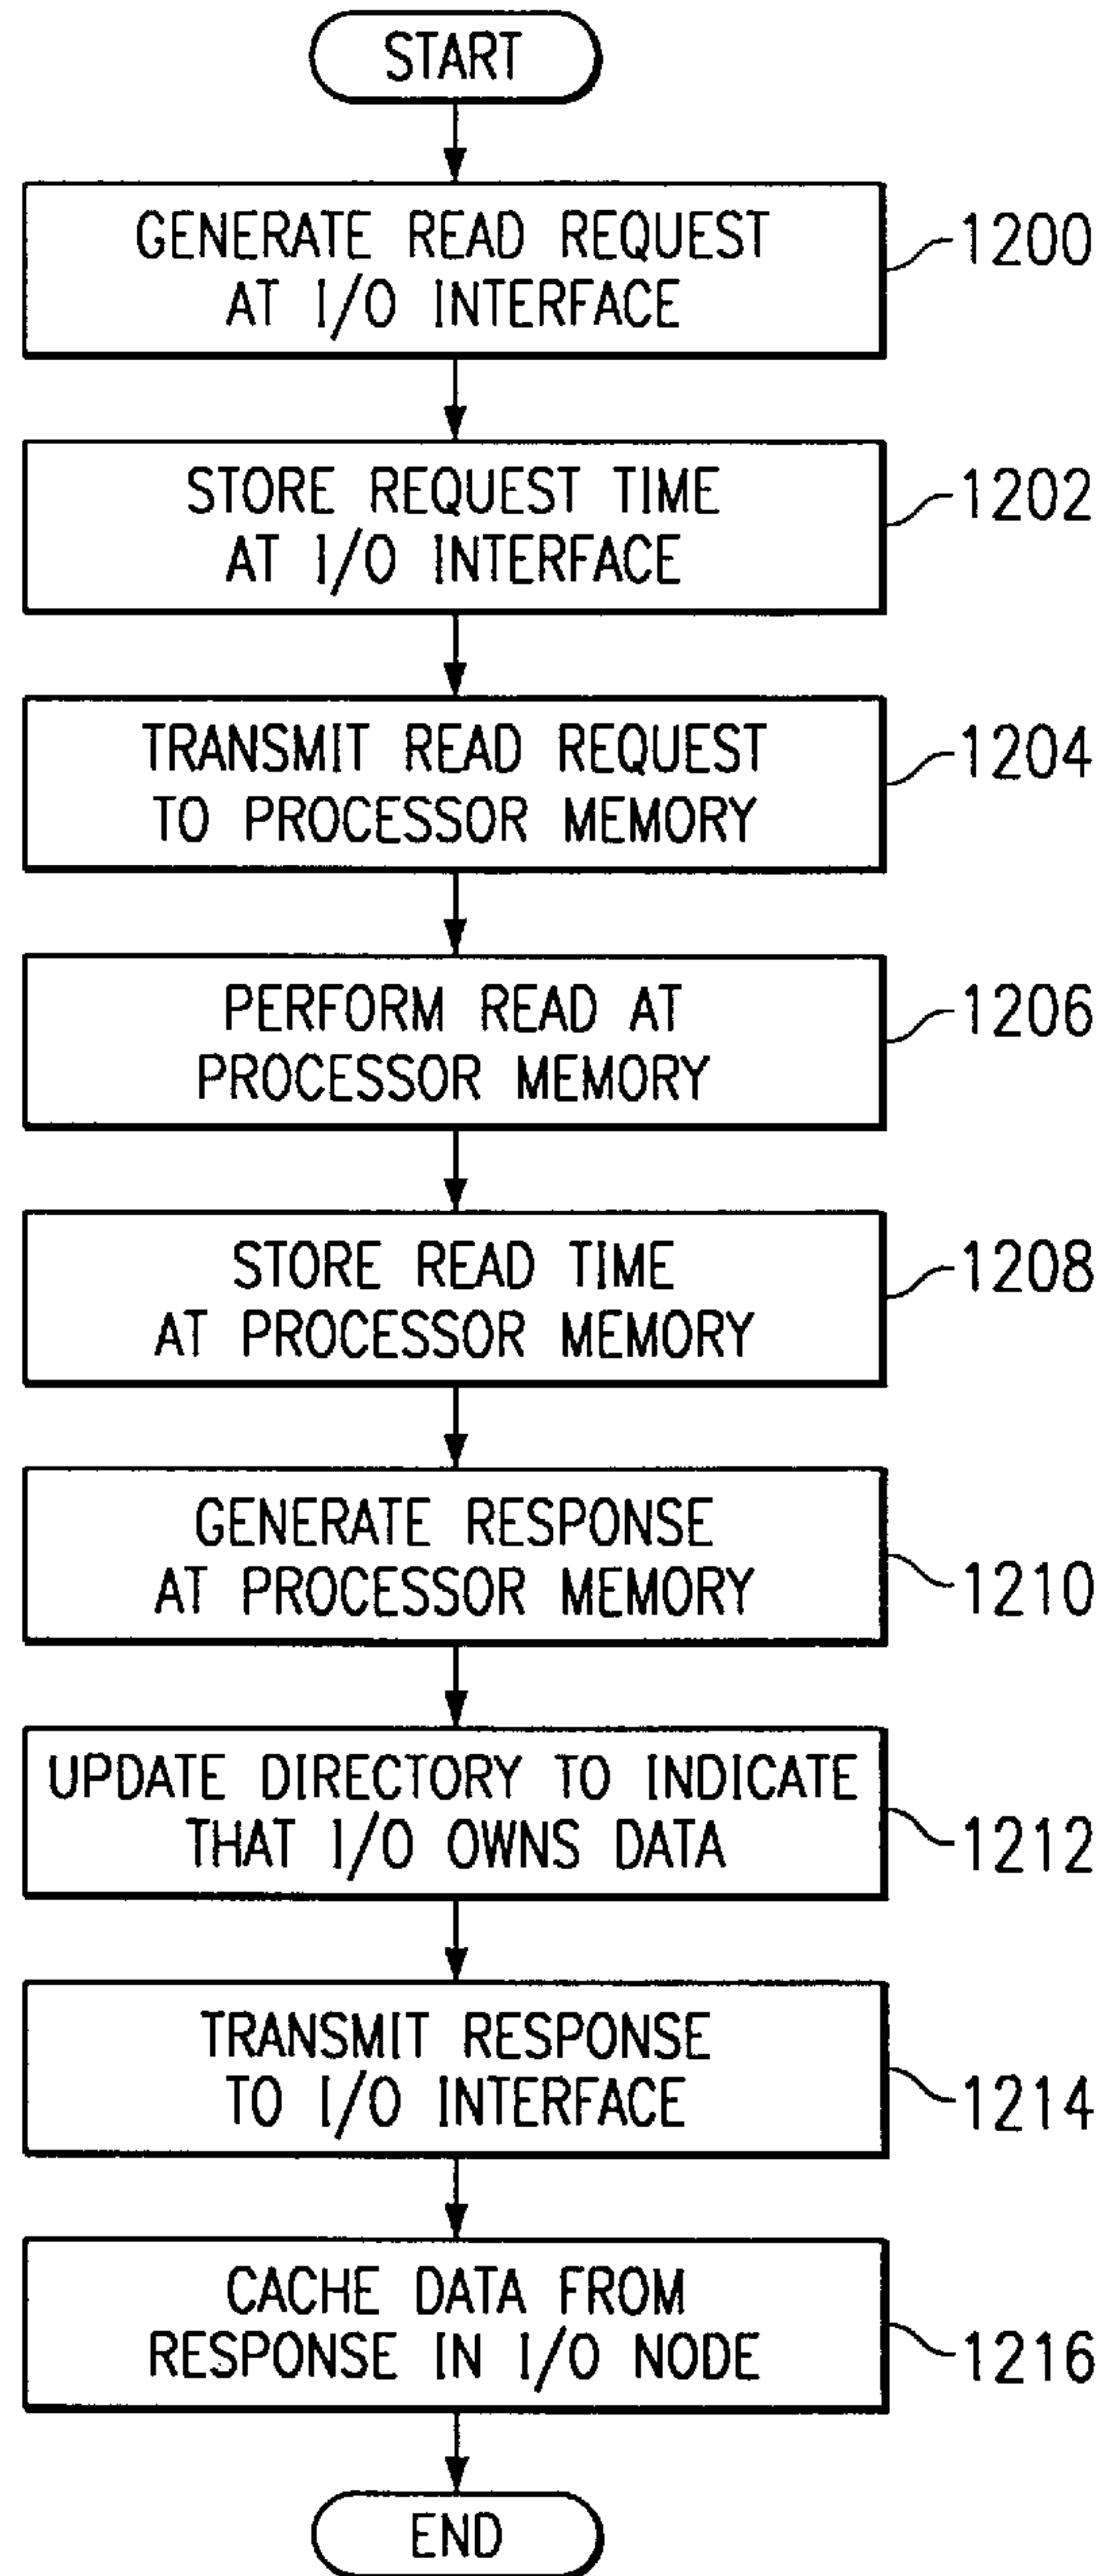 START
GENERATE READ REQUEST
AT I/O INTERFACE
1200
STORE REQUEST TIME
AT I/O INTERFACE
1202
TRANSMIT READ REQUEST
TO PROCESSOR MEMORY
1204
PERFORM READ AT
PROCESSOR MEMORY
1206
STORE READ TIME
AT PROCESSOR MEMORY
1208
GENERATE RESPONSE
AT PROCESSOR MEMORY
1210
UPDATE DIRECTORY TO INDICATE
THAT I/O OWNS DATA
1212
TRANSMIT RESPONSE
TO I/O INTERFACE
1214
CACHE DATA FROM
RESPONSE IN I/O NODE
1216
END